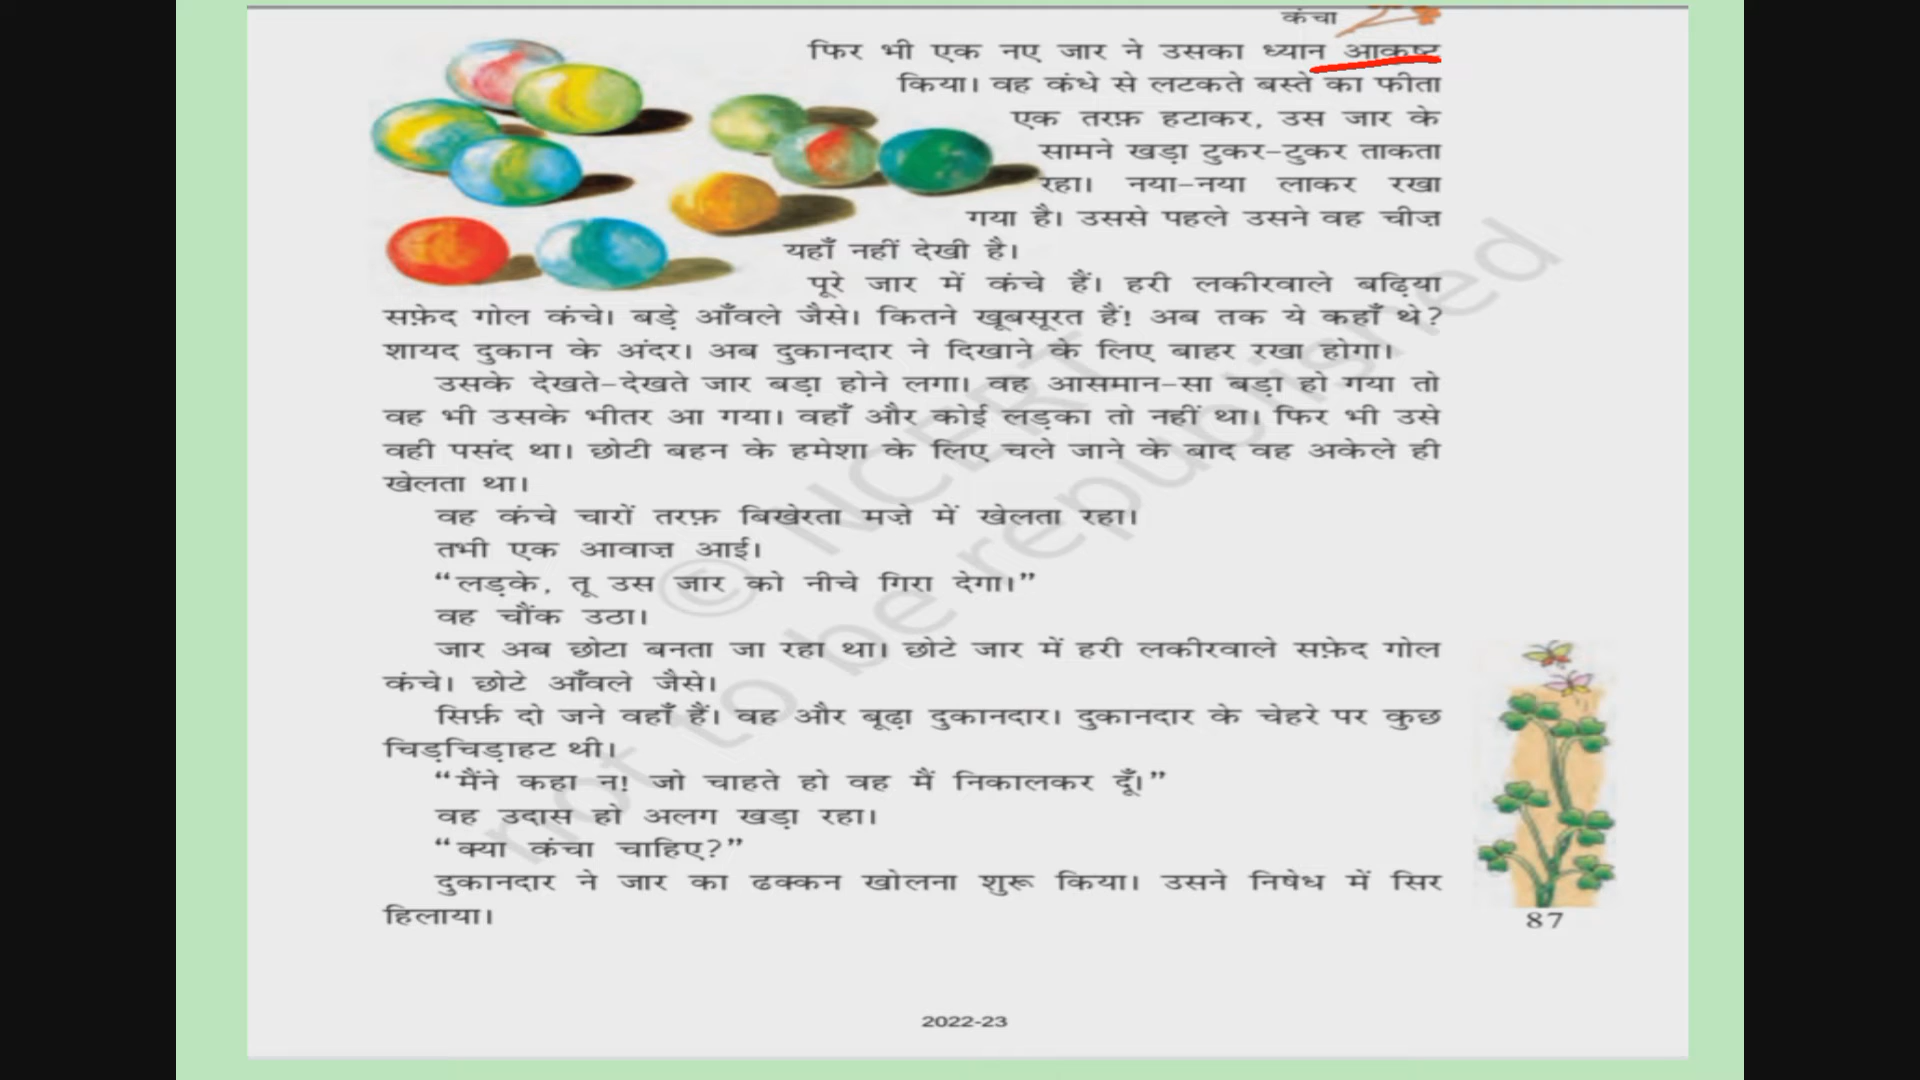 कंचा
फिर भी एक नए जार ने उसका ध्यान आकृष्ट
किया। वह कंधे से लटकते बस्ते का फीता
एक तरफ़ हटाकर, उस जार के
सामने खड़ा टुकर-टुकर ताकता
रहा। नया-नया लाकर रखा
गया है। उससे पहले उसने वह चीज़
यहाँ नहीं देखी है।
पूरे जार में कंचे हैं। हरी लकीरवाले बढ़िया
सफ़ेद गोल कंचे। बड़े आँवले जैसे। कितने खूबसूरत हैं! अब तक ये कहाँ थे?
शायद दुकान के अंदर। अब दुकानदार ने दिखाने के लिए बाहर रखा होगा।
उसके देखते-देखते जार बड़ा होने लगा। वह आसमान-सा बड़ा हो गया तो
वह भी उसके भीतर आ गया। वहाँ और कोई लड़का तो नहीं था। फिर भी उसे
वही पसंद था। छोटी बहन के हमेशा के लिए चले जाने के बाद वह अकेले ही
खेलता था।
वह कंचे चारों तरफ़ बिखेरता मज़े में खेलता रहा।
तभी एक आवाज़ आई।
“लड़के, तू उस जार को नीचे गिरा देगा।”
वह चौंक उठा।
जार अब छोटा बनता जा रहा था। छोटे जार में हरी लकीरवाले सफ़ेद गोल
कंचे। छोटे आँवले जैसे।
सिर्फ़ दो जने वहाँ हैं। वह और बूढ़ा दुकानदार। दुकानदार के चेहरे पर कुछ
चिड़चिड़ाहट थी।
“मैंने कहा न! जो चाहते हो वह मैं निकालकर दूँ।”
वह उदास हो अलग खड़ा रहा।
“क्या कंचा चाहिए?”
दुकानदार ने जार का ढक्कन खोलना शुरू किया। उसने निषेध में सिर
हिलाया।
87
2022-23
© NCERT
not to be republished